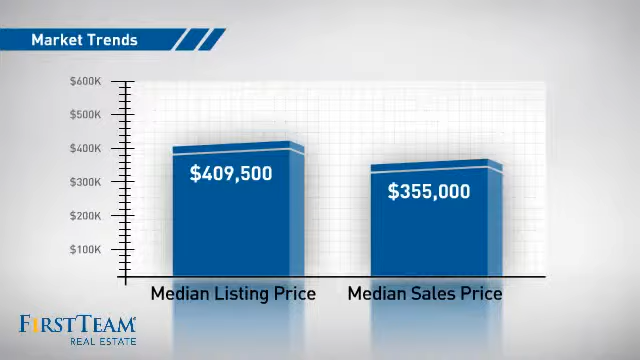 Market Trends
$600K
$500K
$400K
$300K
$200K
$100K
$409,500
$355,000
Median Listing Price
Median Sales Price
FIRSTTEAM®
REAL ESTATE